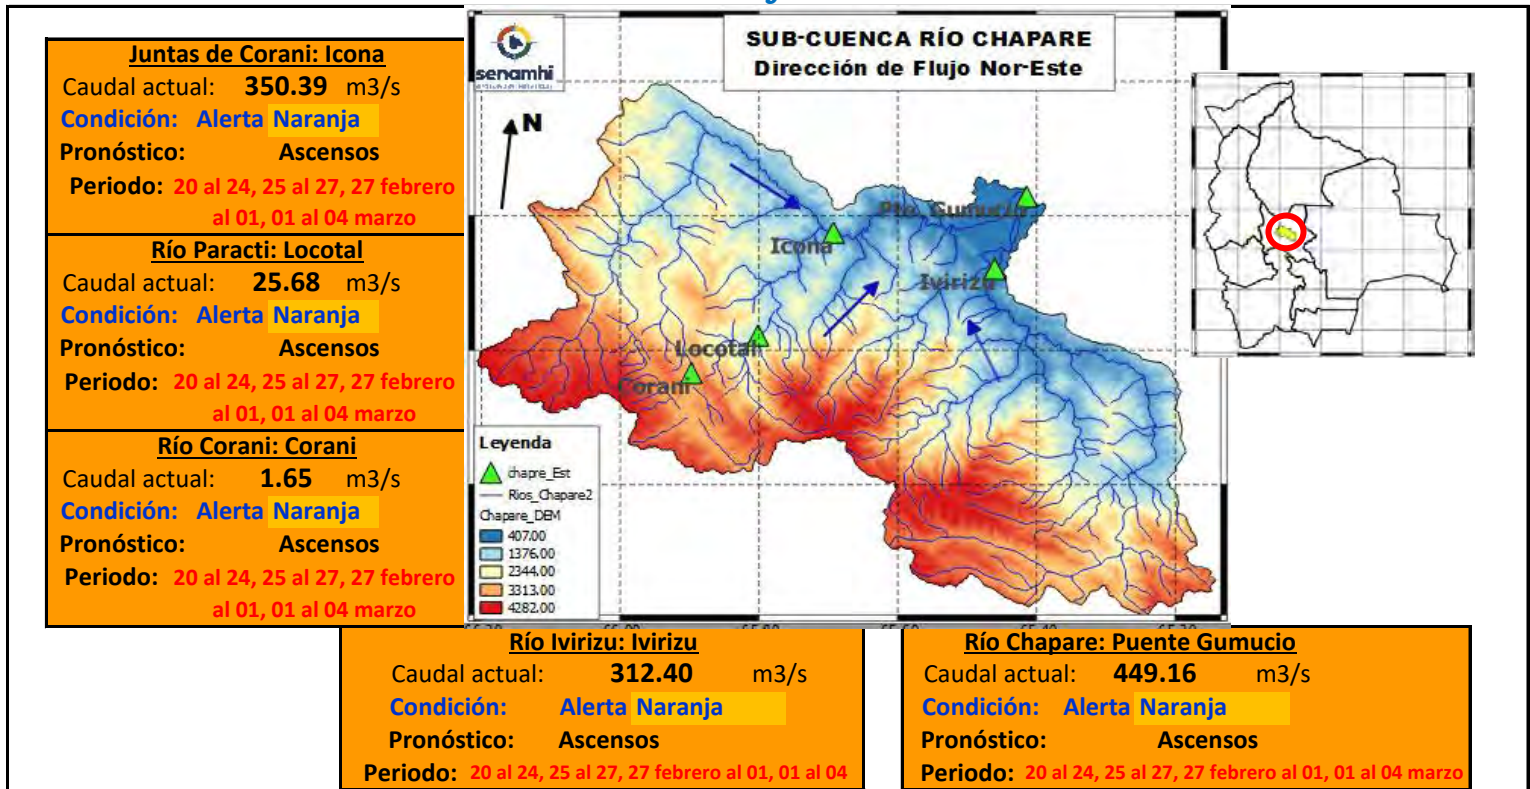 Juntas de Corani: Icona
Caudal actual: 350.39 m3/s
Condición: Alerta Naranja
Pronóstico: Ascensos
Periodo: 20 al 24, 25 al 27, 27 febrero
al 01, 01 al 04 marzo
Río Paracti: Locotal
Caudal actual: 25.68 m3/s
Condición: Alerta Naranja
Pronóstico: Ascensos
Periodo: 20 al 24, 25 al 27, 27 febrero
al 01, 01 al 04 marzo
Río Corani: Corani
Caudal actual: 1.65 m3/s
Condición: Alerta Naranja
Pronóstico: Ascensos
Periodo: 20 al 24, 25 al 27, 27 febrero
al 01, 01 al 04 marzo
senamhi
SUB-CUENCA RÍO CHAPARE
Dirección de Flujo Nor-Este
N
Pto. Gumucio
Icona
Ivirizu
Locotal
Corani
Leyenda
chapre_Est
Rios_Chapare2
Chapare_DEM
407.00
1376.00
2344.00
3313.00
4282.00
Río Ivirizu: Ivirizu
Caudal actual: 312.40 m3/s
Condición: Alerta Naranja
Pronóstico: Ascensos
Periodo: 20 al 24, 25 al 27, 27 febrero al 01, 01 al 04
Río Chapare: Puente Gumucio
Caudal actual: 449.16 m3/s
Condición: Alerta Naranja
Pronóstico: Ascensos
Periodo: 20 al 24, 25 al 27, 27 febrero al 01, 01 al 04 marzo